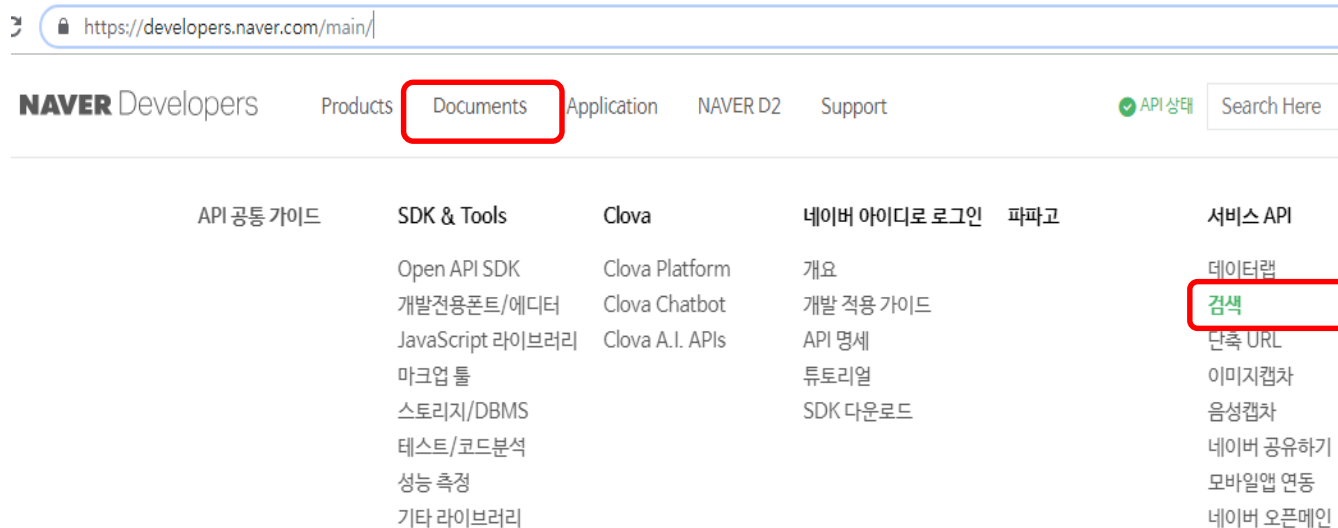 https://developers.naver.com/main/
NAVER Developers Products Documents Application NAVER D2 Support API 상태 Search Here
API 공통 가이드 SDK & Tools Clova 네이버 아이디로 로그인 파파고 서비스 API
Open API SDK Clova Platform 개요 데이터랩
개발전용폰트/에디터 Clova Chatbot 개발 적용 가이드 검색
JavaScript 라이브러리 Clova A.I. APIs API 명세 단축 URL
마크업 툴 튜토리얼 이미지캡차
스토리지/DBMS SDK 다운로드 음성캡차
테스트/코드분석 네이버 공유하기
성능 측정 모바일앱 연동
기타 라이브러리 네이버 오픈메인